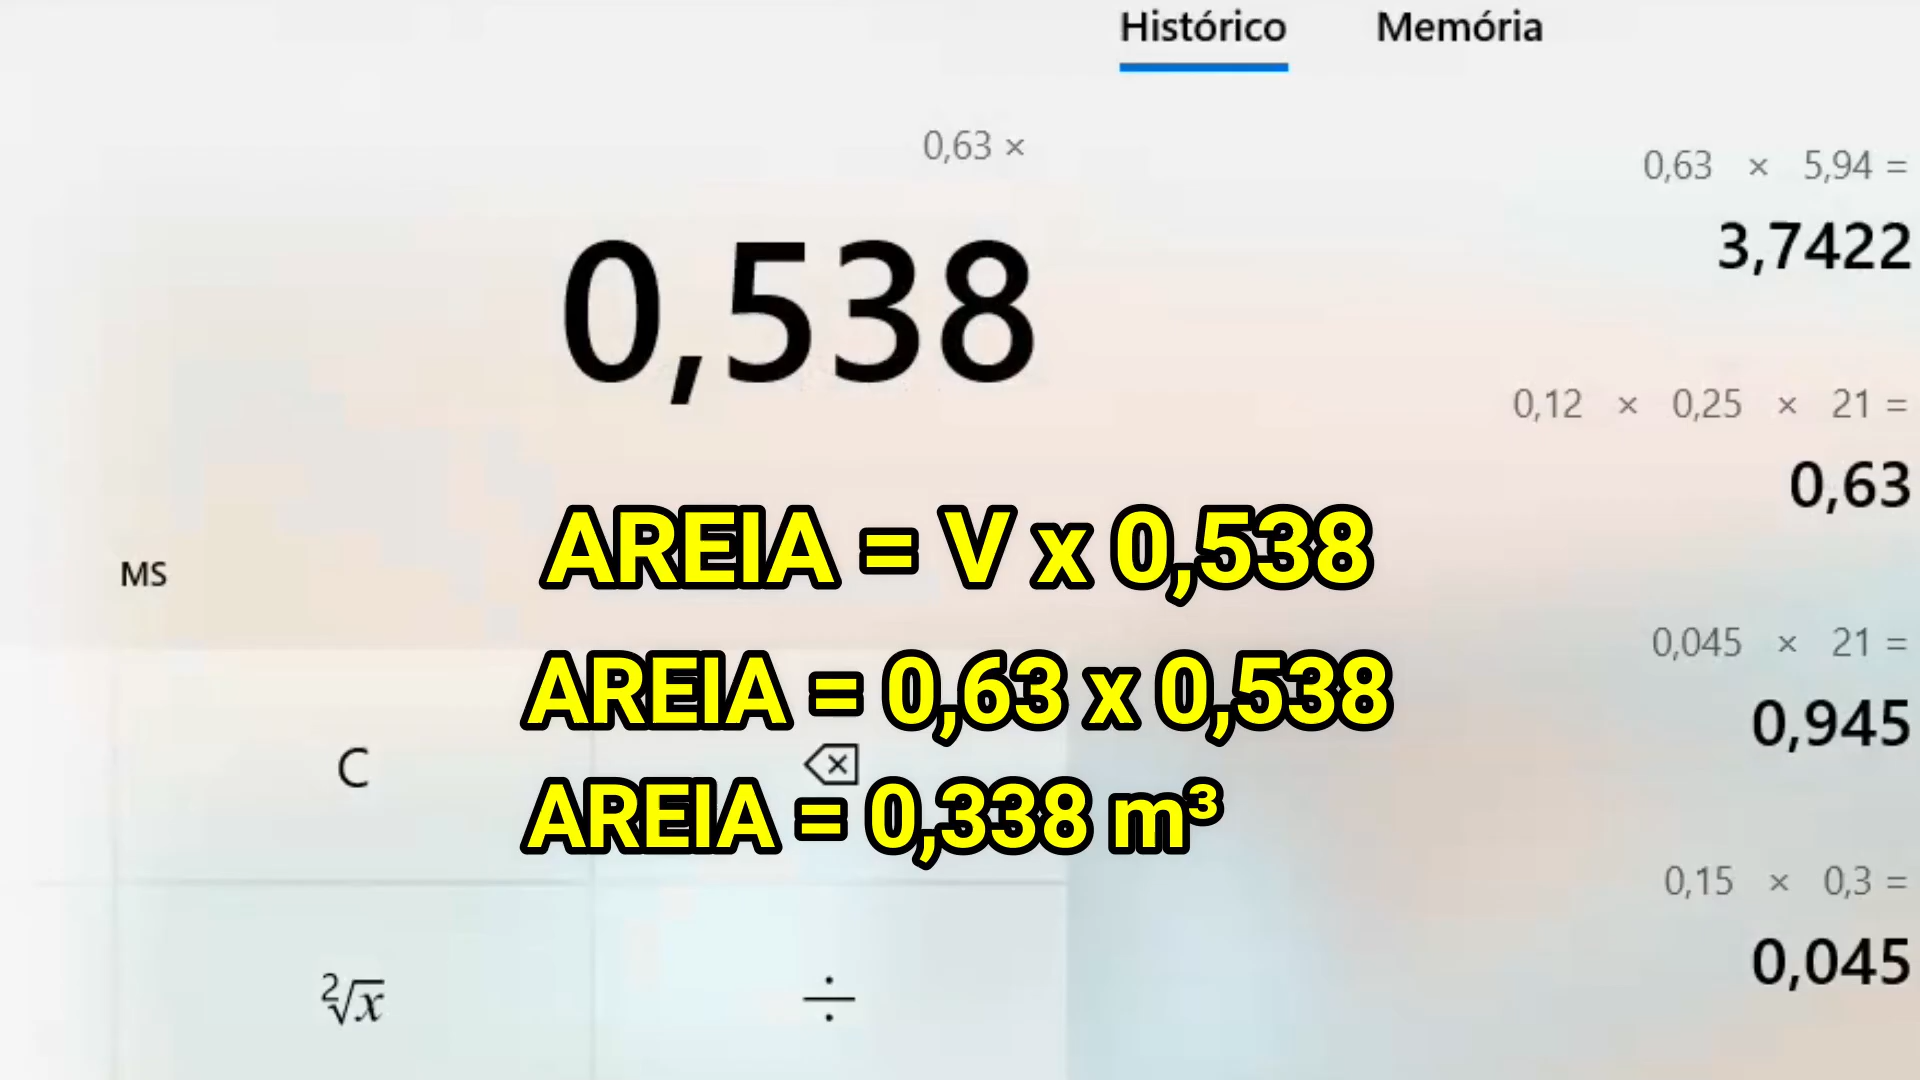 Histórico Memória
0,63 ×
0,538
0,63 × 5,94 =
3,7422
0,12 × 0,25 × 21 =
0,63
0,045 × 21 =
0,945
0,15 × 0,3 =
0,045
AREIA = V x 0,538
AREIA = 0,63 x 0,538
AREIA = 0,338 m³
MS
C
²√x
÷